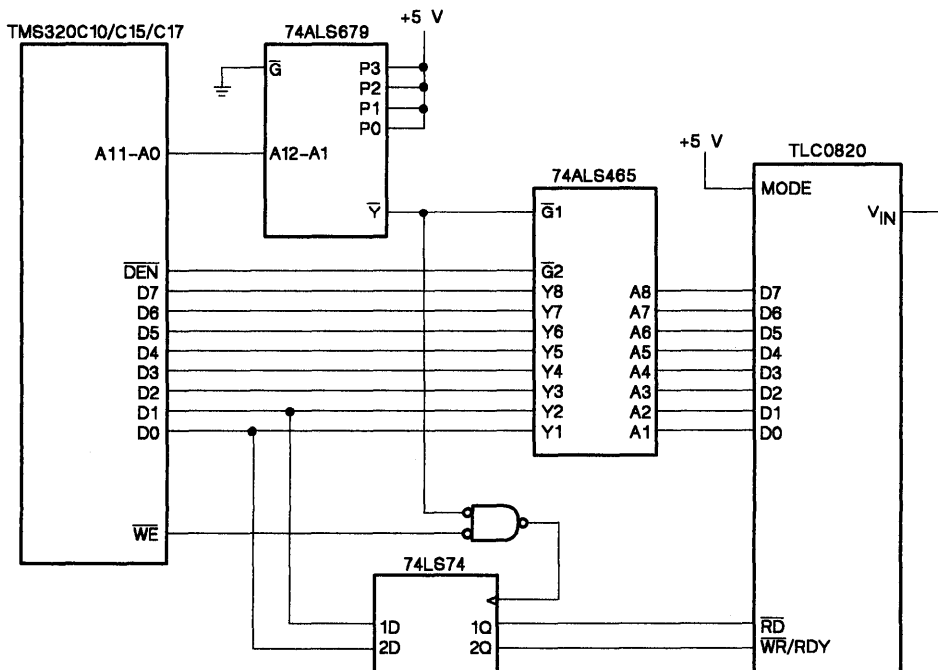 +5 V
TMS320C10/C15/C17
74ALS679
G
P3
P2
P1
P0
A11-A0
A12-A1
Y
+5 V
TLC0820
74ALS465
MODE
G1
VIN
DEN
G2
D7
Y8
A8
D7
D6
Y7
A7
D6
D5
Y6
A6
D5
D4
Y5
A5
D4
D3
Y4
A4
D3
D2
Y3
A3
D2
D1
Y2
A2
D1
D0
Y1
A1
D0
WE
74LS74
1D
1Q
RD
2D
2Q
WR/RDY